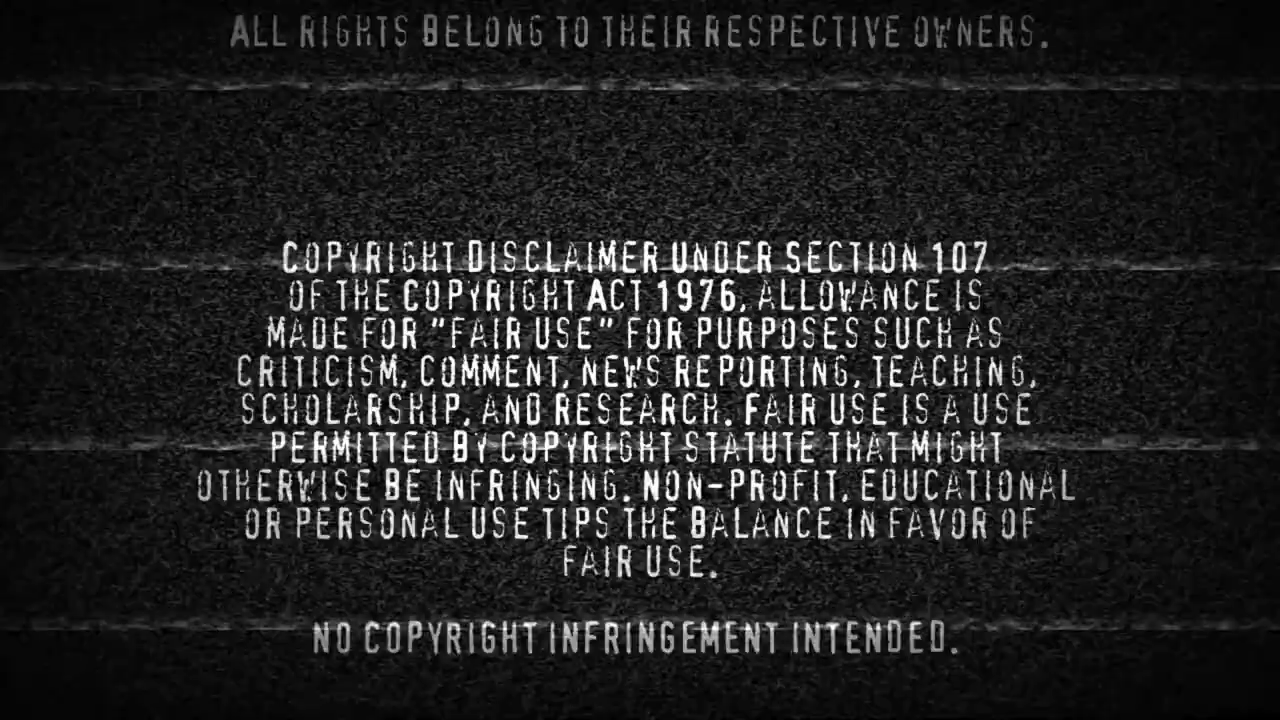 ALL RIGHTS BELONG TO THEIR RESPECTIVE OWNERS.
COPYRIGHT DISCLAIMER UNDER SECTION 107
OF THE COPYRIGHT ACT 1976, ALLOWANCE IS
MADE FOR "FAIR USE" FOR PURPOSES SUCH AS
CRITICISM, COMMENT, NEWS REPORTING, TEACHING,
SCHOLARSHIP, AND RESEARCH. FAIR USE IS A USE
PERMITTED BY COPYRIGHT STATUTE THAT MIGHT
OTHERWISE BE INFRINGING. NON-PROFIT, EDUCATIONAL
OR PERSONAL USE TIPS THE BALANCE IN FAVOR OF
FAIR USE.
NO COPYRIGHT INFRINGEMENT INTENDED.